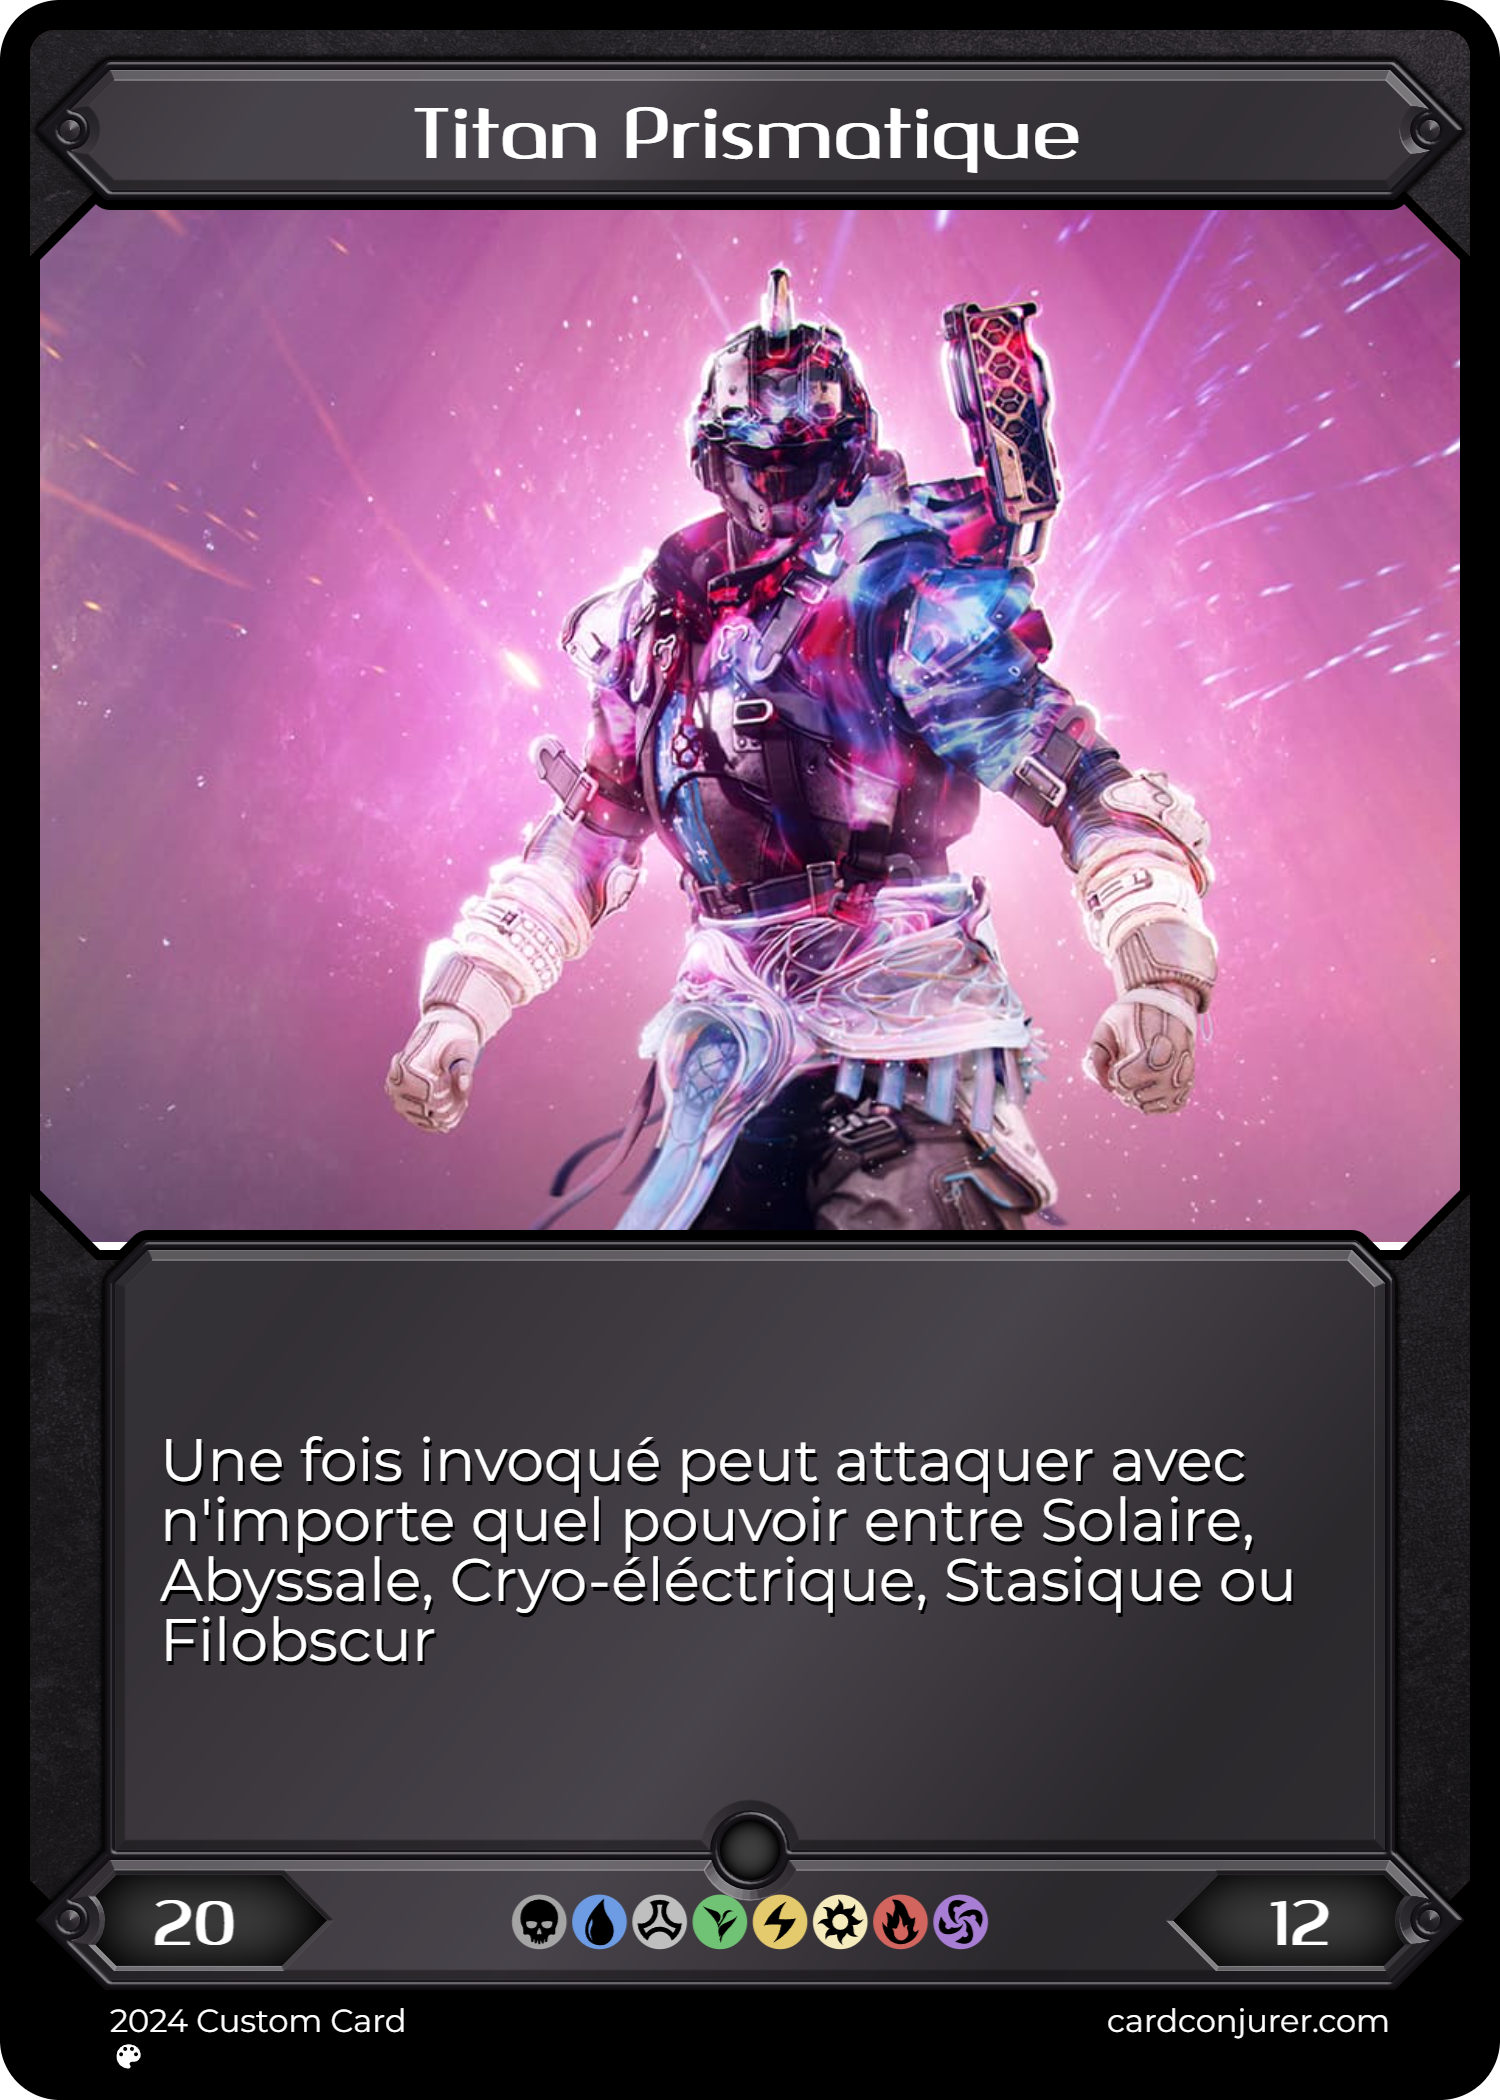 Titan Prismatique
Une fois invoqué peut attaquer avec
n'importe quel pouvoir entre Solaire,
Abyssale, Cryo-éléctrique, Stasique ou
Filobscur
20
12
2024 Custom Card
cardconjurer.com